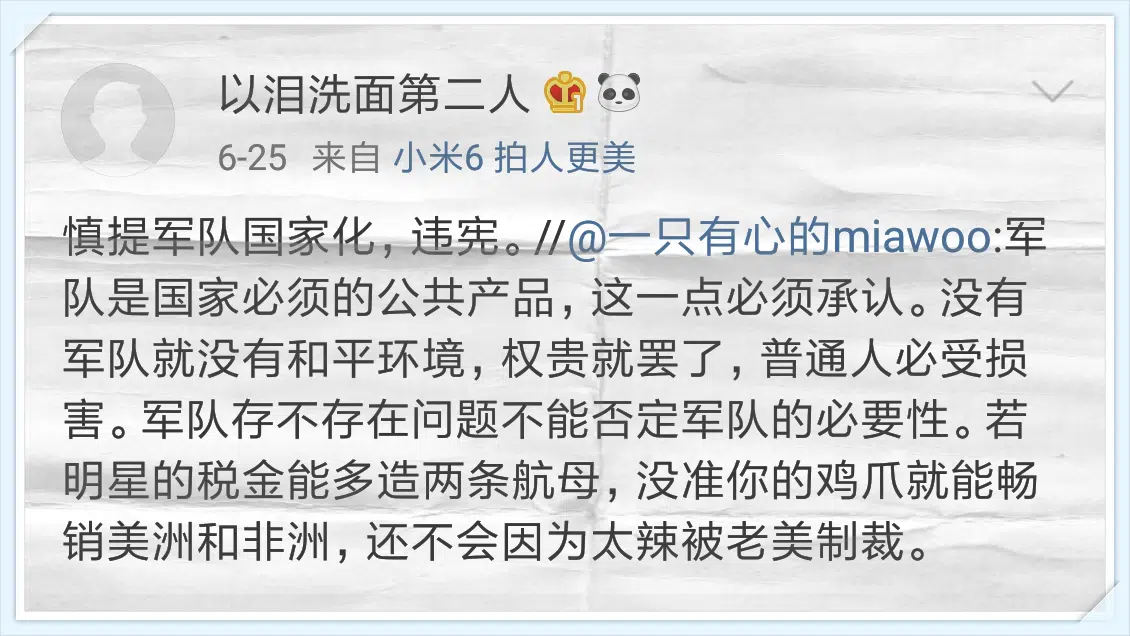 以泪洗面第二人
6-25 来自 小米6 拍人更美
慎提军队国家化，违宪。//@一只有心的miawoo:军
队是国家必须的公共产品，这一点必须承认。没有
军队就没有和平环境，权贵就罢了，普通人必受损
害。军队存不存在问题不能否定军队的必要性。若
明星的税金能多造两条航母，没准你的鸡爪就能畅
销美洲和非洲，还不会因为太辣被老美制裁。